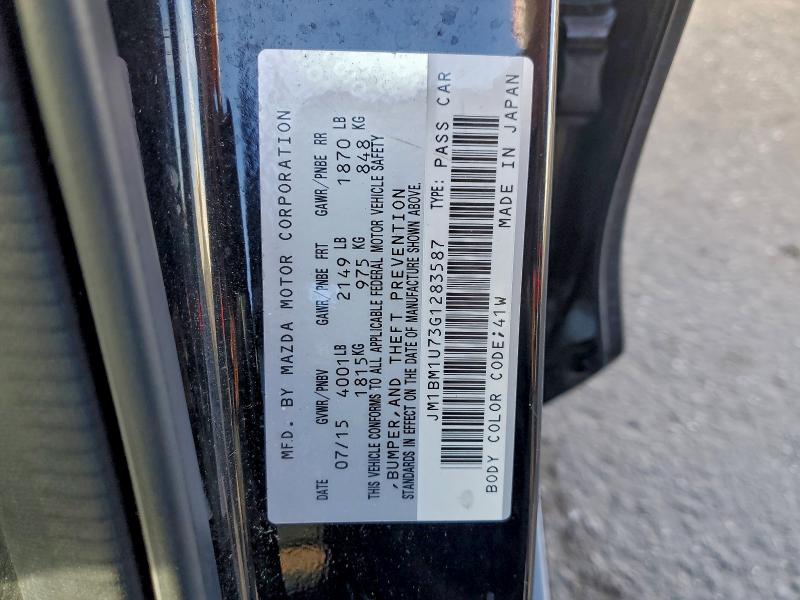 MFD. BY MAZDA MOTOR CORPORATION
DATE GVWR/PNBV GAWR/PNBE FRT GAWR/PNBE RR
07/15 4001LB 2149 LB 1870 LB
1815KG 975 KG 848 KG
THIS VEHICLE CONFORMS TO ALL APPLICABLE FEDERAL MOTOR VEHICLE SAFETY
,BUMPER,AND THEFT PREVENTION
STANDARDS IN EFFECT ON THE DATE OF MANUFACTURE SHOWN ABOVE.
JM1BM1U73G1283587 TYPE: PASS CAR
BODY COLOR CODE;41W MADE IN JAPAN